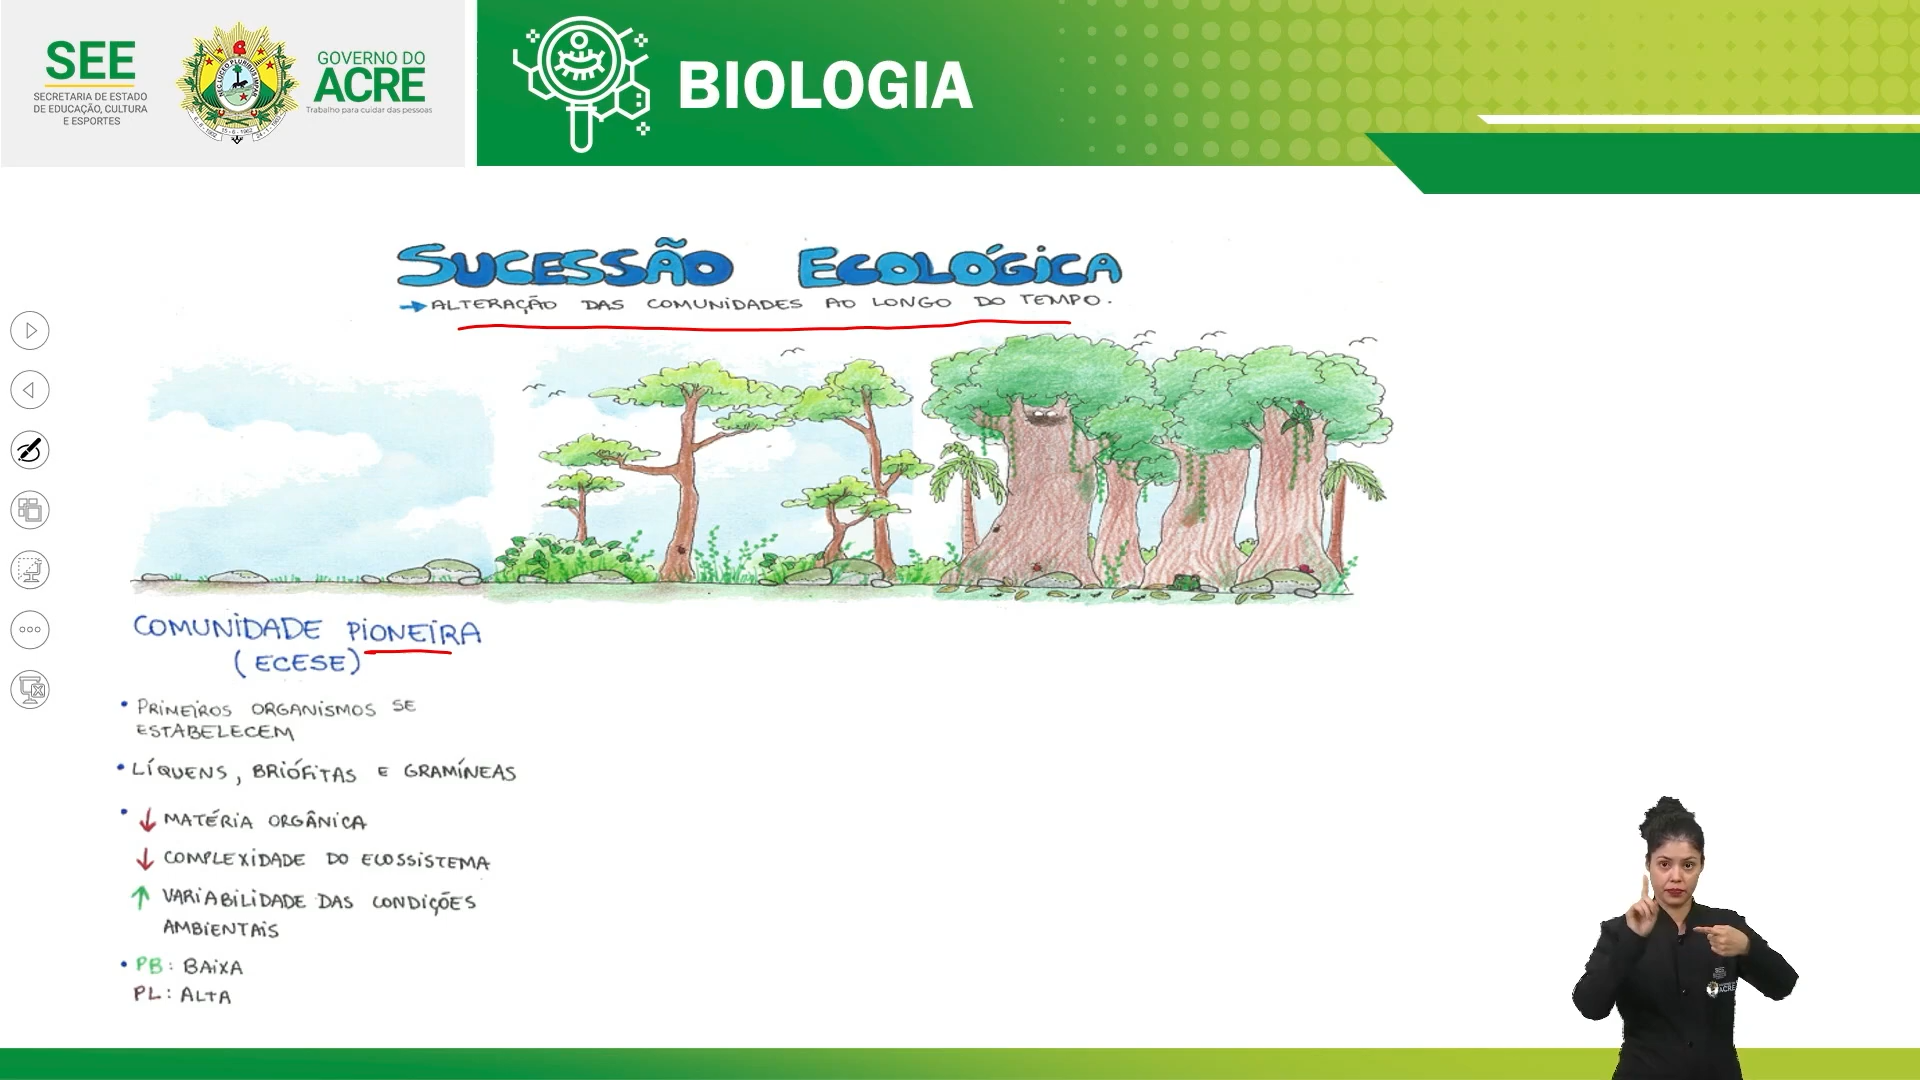 SEE
SECRETARIA DE ESTADO
DE EDUCAÇÃO, CULTURA
E ESPORTES
GOVERNO DO
ACRE
Trabalho para cuidar das pessoas
BIOLOGIA
SUCESSÃO ECOLÓGICA
→ ALTERAÇÃO DAS COMUNIDADES AO LONGO DO TEMPO.
COMUNIDADE PIONEIRA
(ECESE)
• PRIMEIROS ORGANISMOS SE
ESTABELECEM
• LÍQUENS, BRIÓFITAS E GRAMÍNEAS
• ↓ MATÉRIA ORGÂNICA
↓ COMPLEXIDADE DO ECOSSISTEMA
↑ VARIABILIDADE DAS CONDIÇÕES
AMBIENTAIS
• PB: BAIXA
PL: ALTA
ACRE